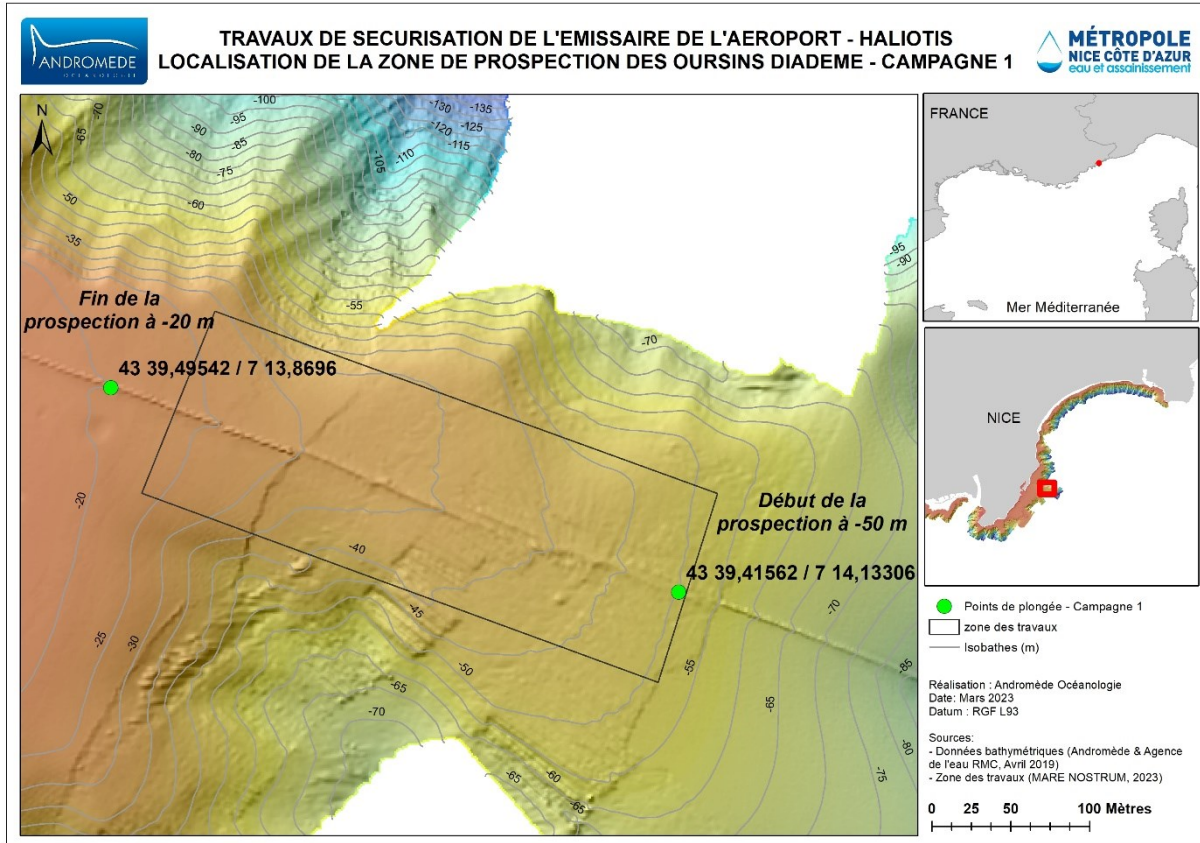 ANDROMEDE
OCEANOLOGIE
TRAVAUX DE SECURISATION DE L'EMISSAIRE DE L'AEROPORT - HALIOTIS
LOCALISATION DE LA ZONE DE PROSPECTION DES OURSINS DIADEME - CAMPAGNE 1
MÉTROPOLE
NICE CÔTE D'AZUR
eau et assainissement
N
-65
-70
-100
-95
-90
-85
-80
-75
-60
-50
-35
-130
-135
-125
-120
-115
-110
-105
-55
-95
-90
-70
Fin de la
prospection à -20 m
43 39,49542 / 7 13,8696
Début de la
prospection à -50 m
43 39,41562 / 7 14,13306
-20
-25
-30
-40
-45
-50
-65
-70
-55
-65
-60
-65
-70
-85
-65
-80
-75
FRANCE
Mer Méditerranée
NICE
Points de plongée - Campagne 1
zone des travaux
Isobathes (m)
Réalisation : Andromède Océanologie
Date: Mars 2023
Datum : RGF L93
Sources:
- Données bathymétriques (Andromède & Agence
de l'eau RMC, Avril 2019)
- Zone des travaux (MARE NOSTRUM, 2023)
0 25 50 100 Mètres